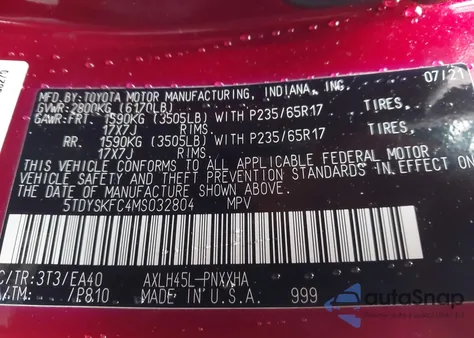 MFD.BY:TOYOTA MOTOR MANUFACTURING, INDIANA, INC. 07/21
GVWR:2800KG (6170LB)
GAWR:FRT. 1590KG (3505LB) WITH P235/65R17 TIRES,
17X7J RIMS.
RR. 1590KG (3505LB) WITH P235/65R17 TIRES,
17X7J RIMS.
THIS VEHICLE CONFORMS TO ALL APPLICABLE FEDERAL MOTOR
VEHICLE SAFETY AND THEFT PREVENTION STANDARDS IN EFFECT ON
THE DATE OF MANUFACTURE SHOWN ABOVE.
5TDYSKFC4MS032804 MPV
C/TR:3T3/EA40 AXLH45L-PNXXHA
MADE IN U.S.A. 999
autoSnap